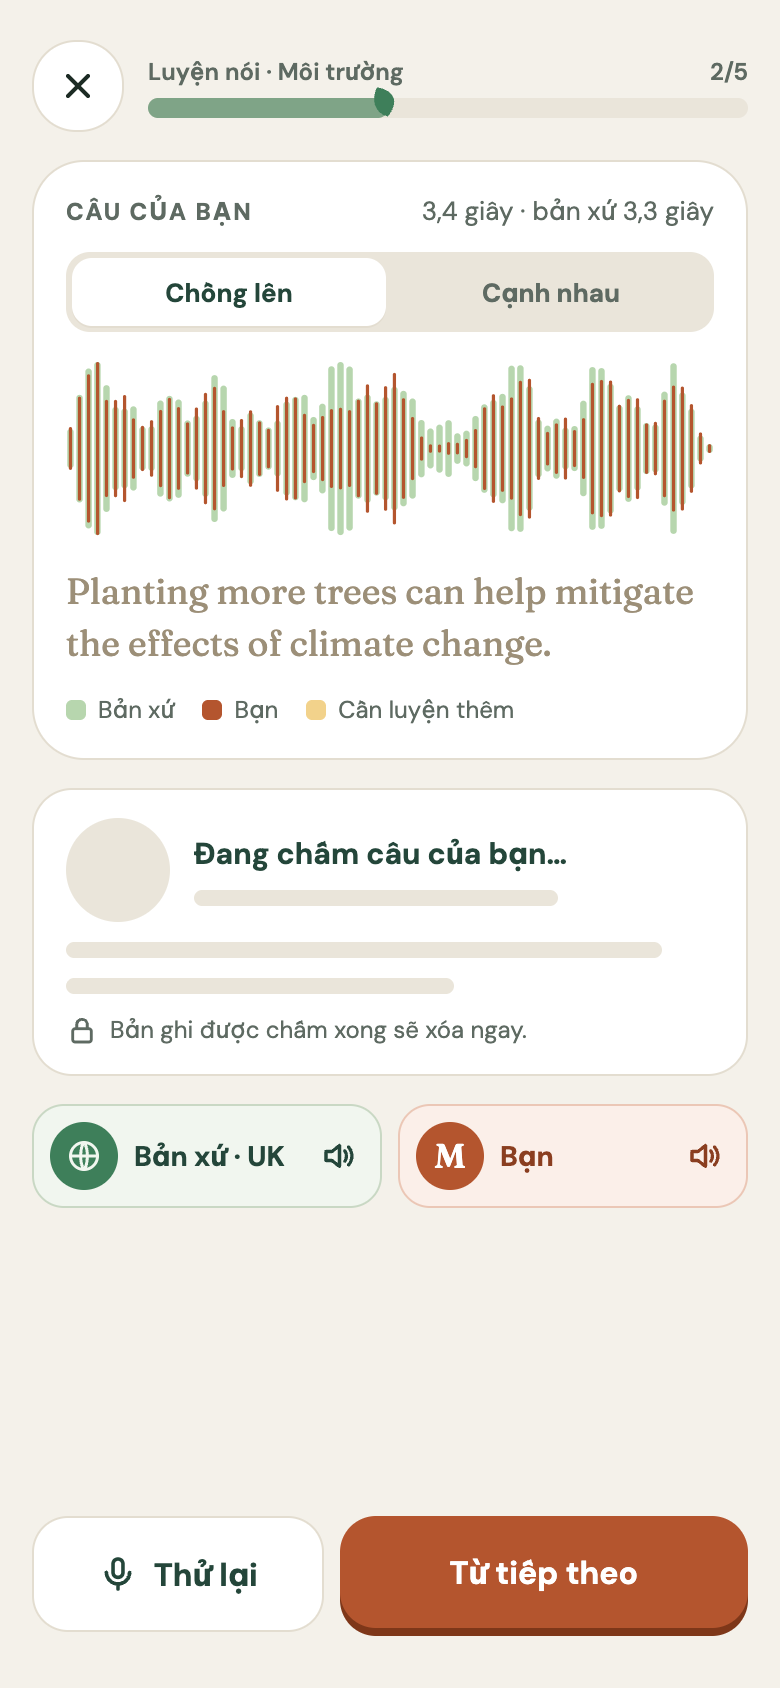 Luyện nói · Môi trường
2/5
CÂU CỦA BẠN
3,4 giây · bản xứ 3,3 giây
Chồng lên
Cạnh nhau
Planting more trees can help mitigate
the effects of climate change.
Bản xứ
Bạn
Cần luyện thêm
Đang chấm câu của bạn...
Bản ghi được chấm xong sẽ xóa ngay.
Bản xứ · UK
M
Bạn
Thử lại
Từ tiếp theo